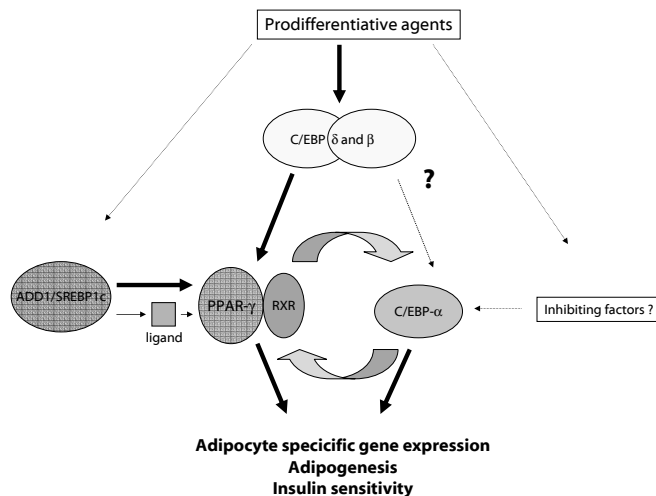 Prodifferentiative agents
C/EBP δ and β
?
ADD1/SREBP1c
PPAR-γ
RXR
C/EBP-α
Inhibiting factors ?
ligand
Adipocyte specicific gene expression
Adipogenesis
Insulin sensitivity